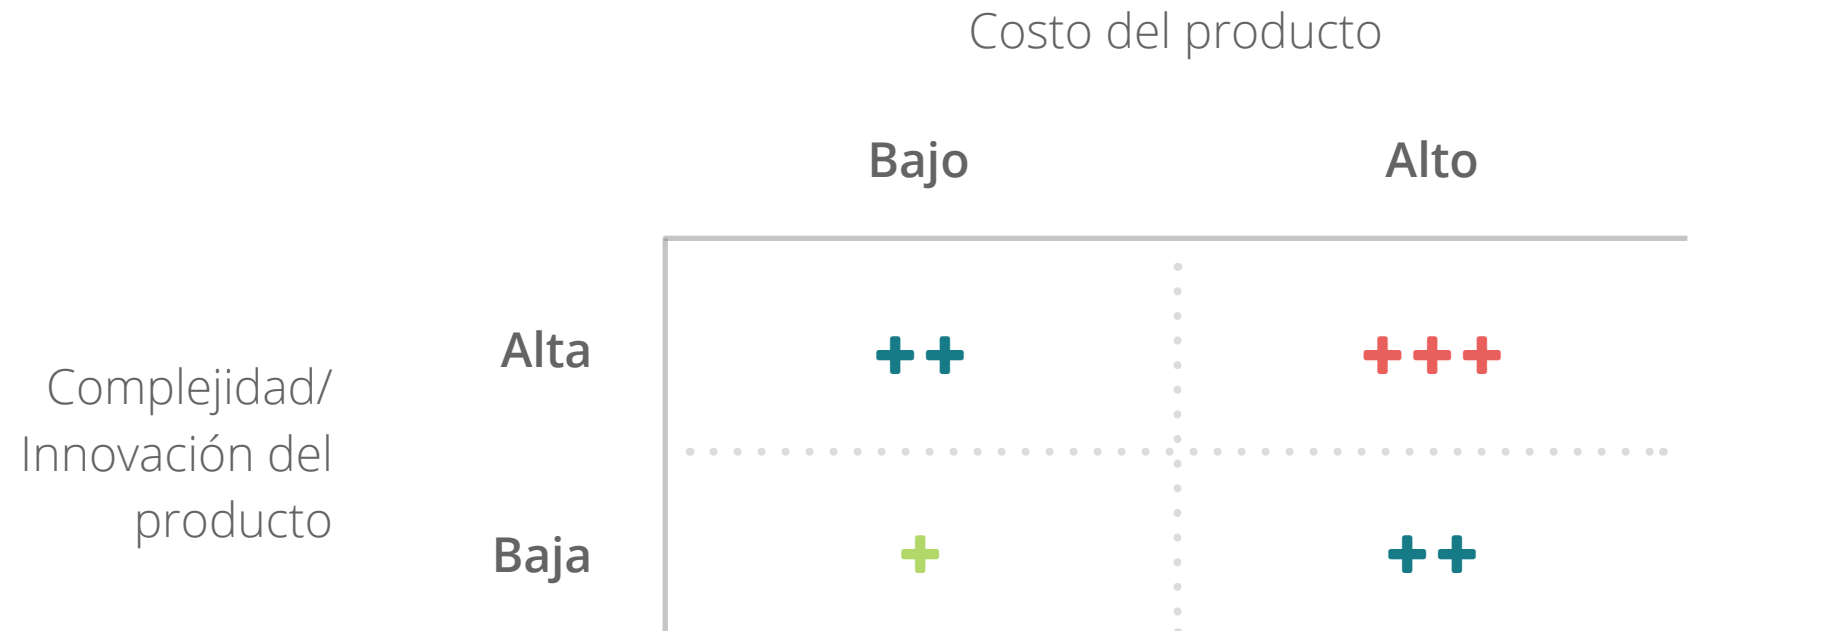 Costo del producto
Bajo Alto
Alta ++ +++
Complejidad/
Innovación del
producto
Baja + ++